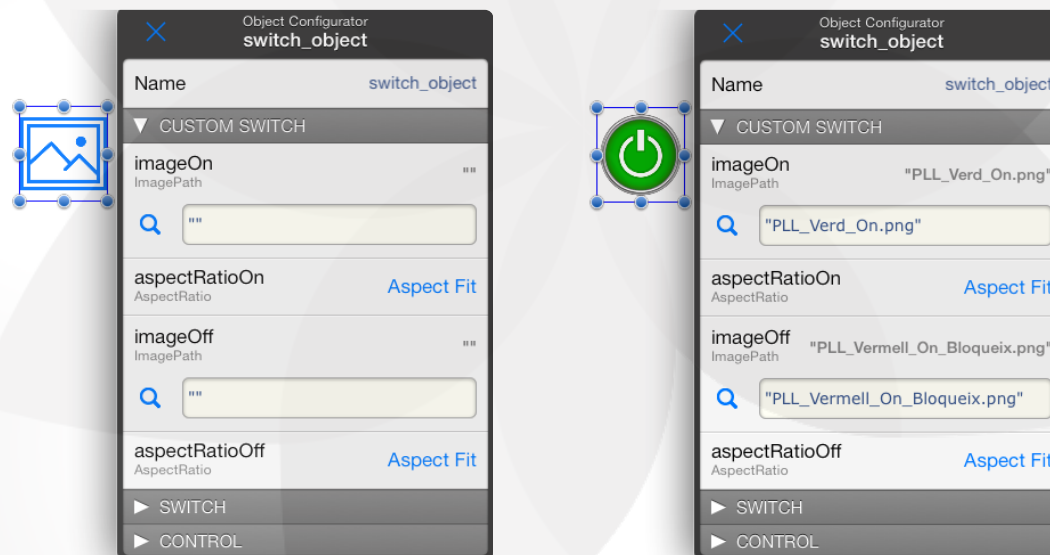 Object Configurator
switch_object
Name switch_object
▼ CUSTOM SWITCH
imageOn ""
ImagePath
""
aspectRatioOn Aspect Fit
AspectRatio
imageOff ""
ImagePath
""
aspectRatioOff Aspect Fit
AspectRatio
▶ SWITCH
▶ CONTROL
Object Configurator
switch_object
Name switch_object
▼ CUSTOM SWITCH
imageOn "PLL_Verd_On.png"
ImagePath
"PLL_Verd_On.png"
aspectRatioOn Aspect Fit
AspectRatio
imageOff "PLL_Vermell_On_Bloqueix.png"
ImagePath
"PLL_Vermell_On_Bloqueix.png"
aspectRatioOff Aspect Fit
AspectRatio
▶ SWITCH
▶ CONTROL